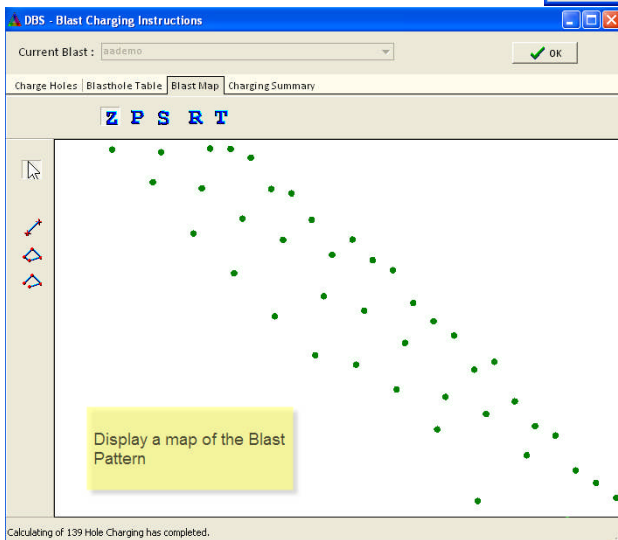 DBS - Blast Charging Instructions
Current Blast : aademo OK
Charge Holes Blasthole Table Blast Map Charging Summary
Z P S R T
Display a map of the Blast
Pattern
Calculating of 139 Hole Charging has completed.